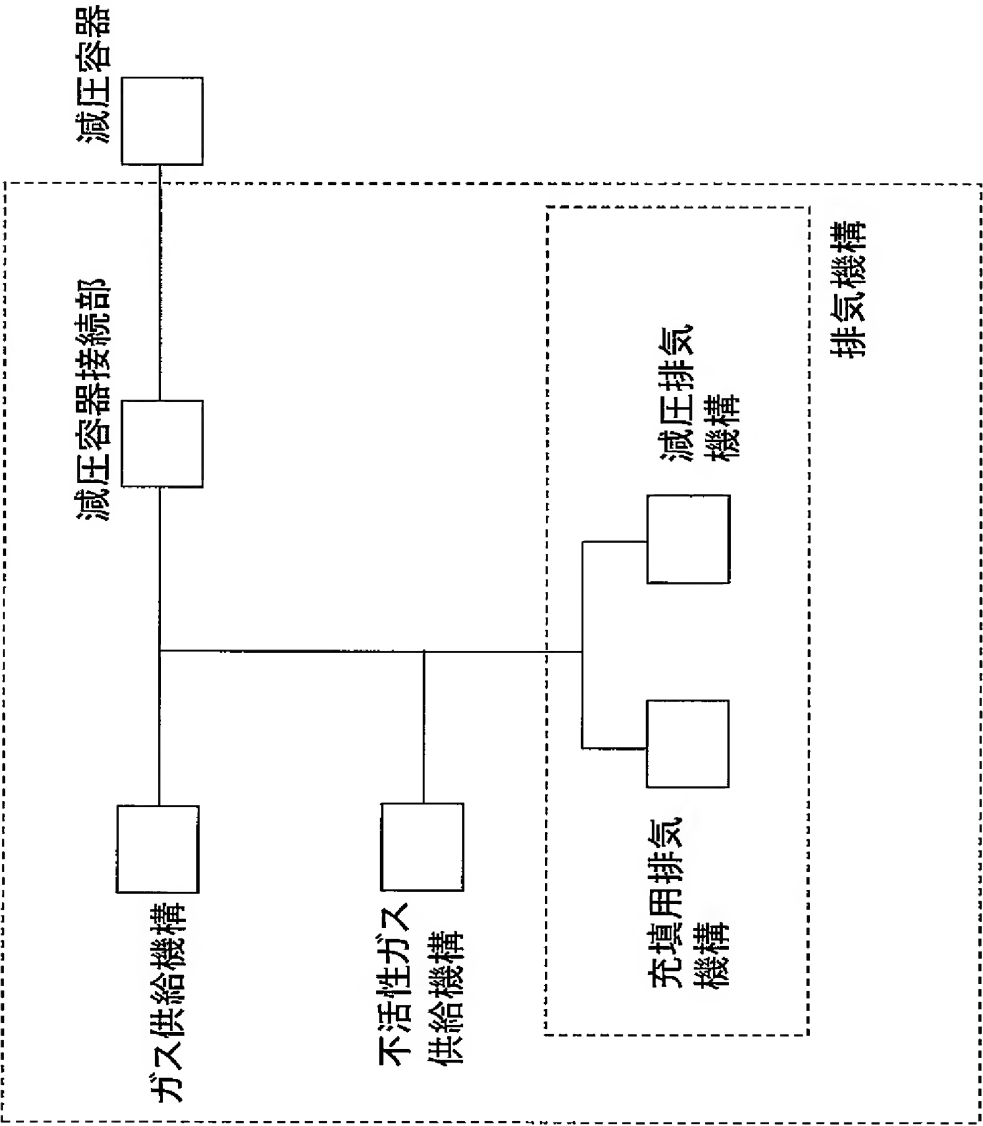 ガス供給機構
減圧容器接続部
減圧容器
不活性ガス
供給機構
充填用排気
機構
減圧排気
機構
排気機構